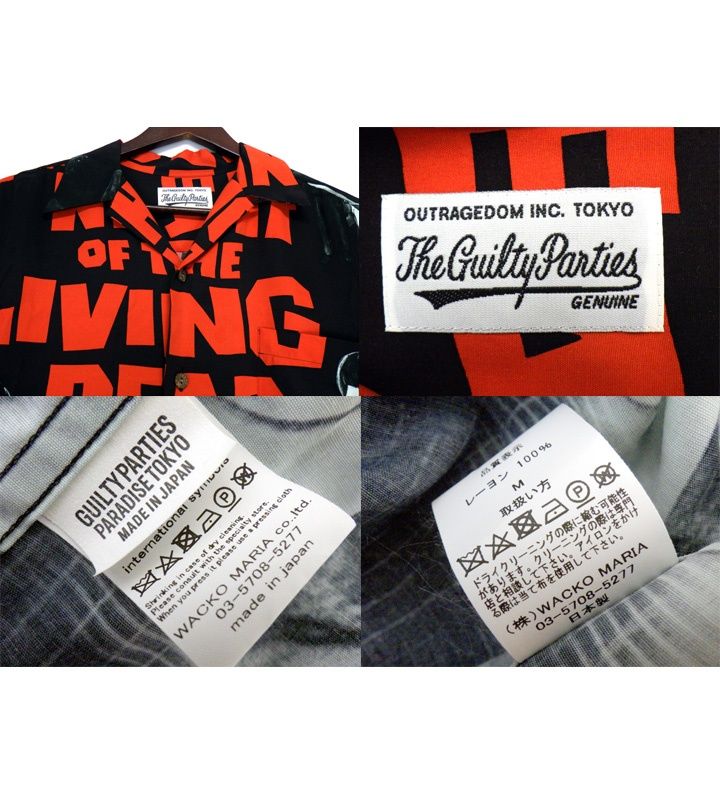 OUTRAGEDOM INC. TOKYO
The Guilty Parties
GENUINE
OF THE
LIVING
DEAD
OUTRAGEDOM INC. TOKYO
The Guilty Parties
GENUINE
GUILTY PARTIES
PARADISE TOKYO
MADE IN JAPAN
international symbols
Shrinking in case of dry cleaning.
Please consult with the specialty store.
When you press it,please use a pressing cloth
WACKO MARIA co.,ltd.
03-5708-5277
made in japan
品質表示
レーヨン 100%
M
取扱い方
ドライクリーニングの際に縮む可能性
があります。クリーニングの際は専門
店と相談して下さい。アイロンをかけ
る際は当て布を使用して下さい。
(株)WACKO MARIA
03-5708-5277
日本製